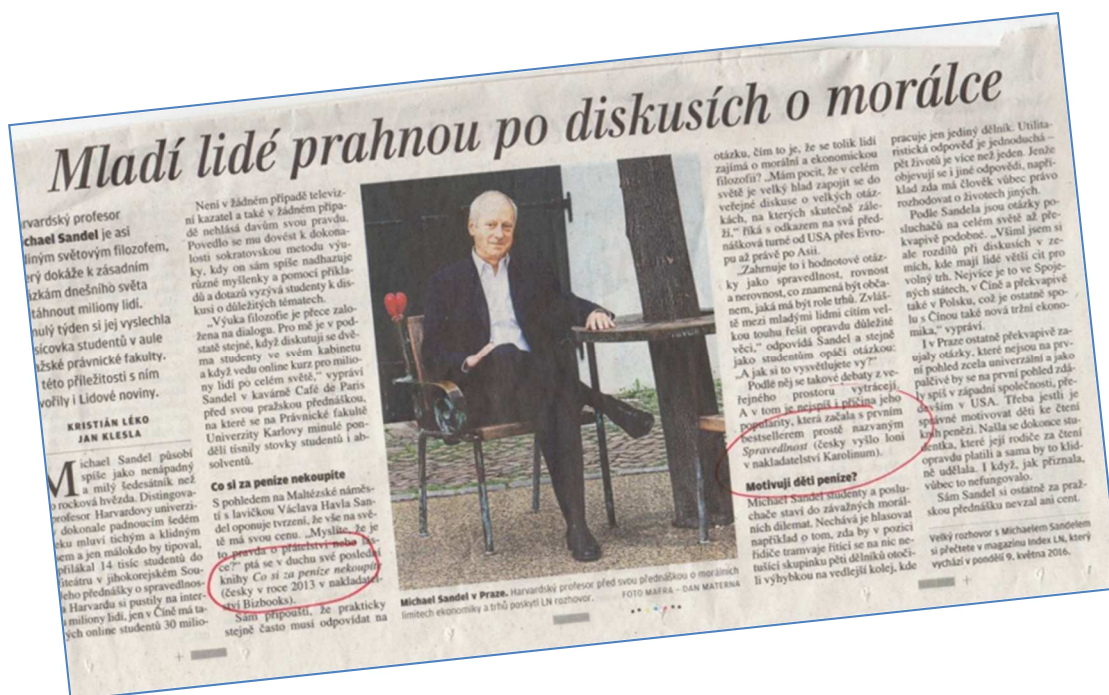 Mladí lidé prahnou po diskusích o morálce
rvardský profesor
chael Sandel je asi
diným světovým filozofem,
erý dokáže k zásadním
ázkám dnešního světa
táhnout miliony lidí.
nulý týden si jej vyslechla
sícovka studentů v aule
ažské právnické fakulty.
této příležitosti s ním
vořily i Lidové noviny.
KRISTIÁN LÉKO
JAN KLESLA
Michael Sandel působí
spíše jako nenápadný
a milý šedesátník než
o rocková hvězda. Distingova-
profesor Harvardovy univerzi-
dokonale padnoucím šedém
eku mluví tichým a klidným
sem a jen málokdo by tipoval,
přilákal 14 tisíc studentů do
fiteátru v jihokorejském Sou-
Jeho přednášky o spravedlnos-
a Harvardu si pustily na inter-
miliony lidí, jen v Číně má ta-
ých online studentů 30 milio-
Není v žádném případě televiz-
ní kazatel a také v žádném přípa-
dě nehlásá davům svou pravdu.
Povedlo se mu dovést k dokona-
losti sokratovskou metodu výu-
ky, kdy on sám spíše nadhazuje
různé myšlenky a pomocí příkla-
dů a dotazů vyzývá studenty k dis-
kusi o důležitých tématech.
„Výuka filozofie je přece zalo-
žena na dialogu. Pro mě je v pod-
statě stejné, když diskutuji se dvě-
ma studenty ve svém kabinetu
a když vedu online kurz pro milio-
ny lidí po celém světě,“ vypráví
Sandel v kavárně Café de Paris
před svou pražskou přednáškou,
na které se na Právnické fakultě
Univerzity Karlovy minulé pon-
dělí tísnily stovky studentů i ab-
solventů.
Co si za peníze nekoupíte
S pohledem na Maltézské náměs-
tí s lavičkou Václava Havla San-
del oponuje tvrzení, že vše na svě-
tě má svou cenu. „Myslíte, že je
to pravda o přátelství nebo lás-
ce?“ ptá se v duchu své poslední
knihy Co si za peníze nekoupíte
(česky v roce 2013 v nakladatel-
ství Bizbooks).
Sám připouští, že prakticky
stejně často musí odpovídat na
Michael Sandel v Praze. Harvardský profesor před svou přednáškou o morálních
limitech ekonomiky a trhů poskytl LN rozhovor.
FOTO MAFRA – DAN MATERNA
otázku, čím to je, že se tolik lidí
zajímá o morální a ekonomickou
filozofii? „Mám pocit, že v celém
světě je velký hlad zapojit se do
veřejné diskuse o velkých otáz-
kách, na kterých skutečně zále-
ží,“ říká s odkazem na svá před-
nášková turné od USA přes Evro-
pu až právě po Asii.
„Zahrnuje to i hodnotové otáz-
ky jako spravedlnost, rovnost
a nerovnost, co znamená být obča-
nem, jaká má být role trhů. Zvláš-
tě mezi mladými lidmi cítím vel-
kou touhu řešit opravdu důležité
věci,“ odpovídá Sandel a stejně
jako studentům opáčí otázkou:
„A jak si to vysvětlujete vy?“
Podle něj se takové debaty z ve-
řejného prostoru vytrácejí.
A v tom je nejspíš i příčina jeho
popularity, která začala s prvním
bestsellerem prostě nazvaným
Spravedlnost (česky vyšlo loni
v nakladatelství Karolinum).
Motivují děti peníze?
Michael Sandel studenty a poslu-
chače staví do závažných morál-
ních dilemat. Nechává je hlasovat
například o tom, zda by v pozici
řidiče tramvaje řítící se na nic ne-
tušící skupinku pěti dělníků otoči-
li výhybkou na vedlejší kolej, kde
pracuje jen jediný dělník. Utilita-
ristická odpověď je jednoduchá –
pět životů je více než jeden. Jenže
objevují se i jiné odpovědi, napří-
klad zda má člověk vůbec právo
rozhodovat o životech jiných.
Podle Sandela jsou otázky po-
sluchačů na celém světě až pře-
kvapivě podobné. „Všiml jsem si
ale rozdílů při diskusích v ze-
mích, kde mají lidé větší cit pro
volný trh. Nejvíce je to ve Spoje-
ných státech, v Číně a překvapivě
také v Polsku, což je ostatně spo-
lu s Čínou také nová tržní ekono-
mika,“ vypráví.
I v Praze ostatně překvapivě za-
ujaly otázky, které nejsou na prv-
ní pohled zcela univerzální a jako
palčivé by se na první pohled zdá-
ly spíš v západní společnosti, pře-
devším v USA. Třeba jestli je
správné motivovat děti ke čtení
knih penězi. Našla se dokonce stu-
dentka, které její rodiče za čtení
opravdu platili a sama by to klid-
ně udělala. I když, jak přiznala,
vůbec to nefungovalo.
Sám Sandel si ostatně za praž-
skou přednášku nevzal ani cent.
Velký rozhovor s Michaelem Sandelem
si přečtete v magazínu Index LN, který
vychází v pondělí 9. května 2016.